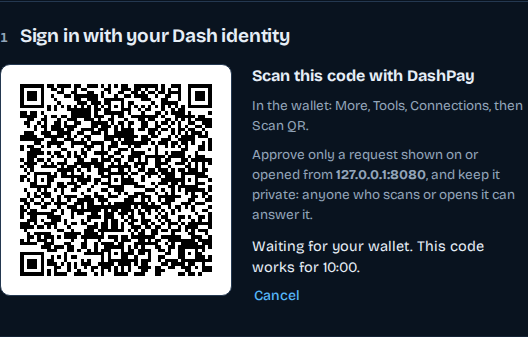 1 Sign in with your Dash identity
Scan this code with DashPay
In the wallet: More, Tools, Connections, then
Scan QR.
Approve only a request shown on or
opened from 127.0.0.1:8080, and keep it
private: anyone who scans or opens it can
answer it.
Waiting for your wallet. This code
works for 10:00.
Cancel